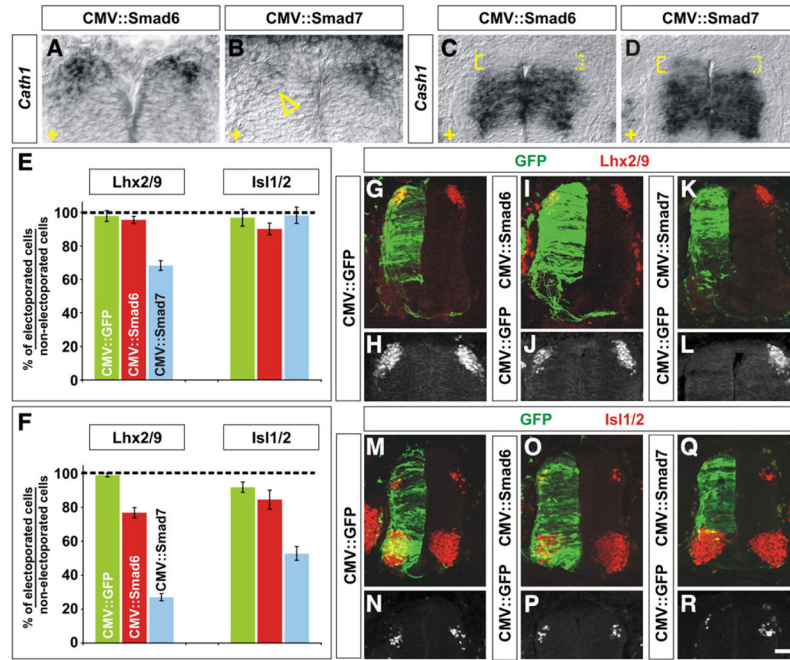 CMV::Smad6
CMV::Smad7
CMV::Smad6
CMV::Smad7
Cath1
A
B
Cash1
C
D
+
+
+
+
E
Lhx2/9
Isl1/2
% of electoporated cells
non-electoporated cells
100
80
60
40
20
0
CMV::GFP
CMV::Smad6
CMV::Smad7
GFP Lhx2/9
CMV::GFP
G
H
CMV::GFP CMV::Smad6
I
J
CMV::GFP CMV::Smad7
K
L
F
Lhx2/9
Isl1/2
% of electoporated cells
non-electoporated cells
100
80
60
40
20
0
CMV::GFP
CMV::Smad6
CMV::Smad7
GFP Isl1/2
CMV::GFP
M
N
CMV::GFP CMV::Smad6
O
P
CMV::GFP CMV::Smad7
Q
R